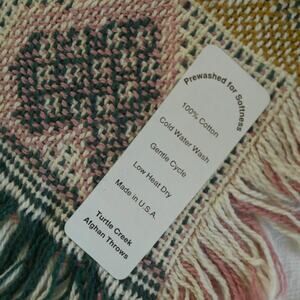 Prewashed for Softness
100% Cotton
Cold Water Wash
Gentle Cycle
Low Heat Dry
Made in U.S.A.
Turtle Creek
Afghan Throws